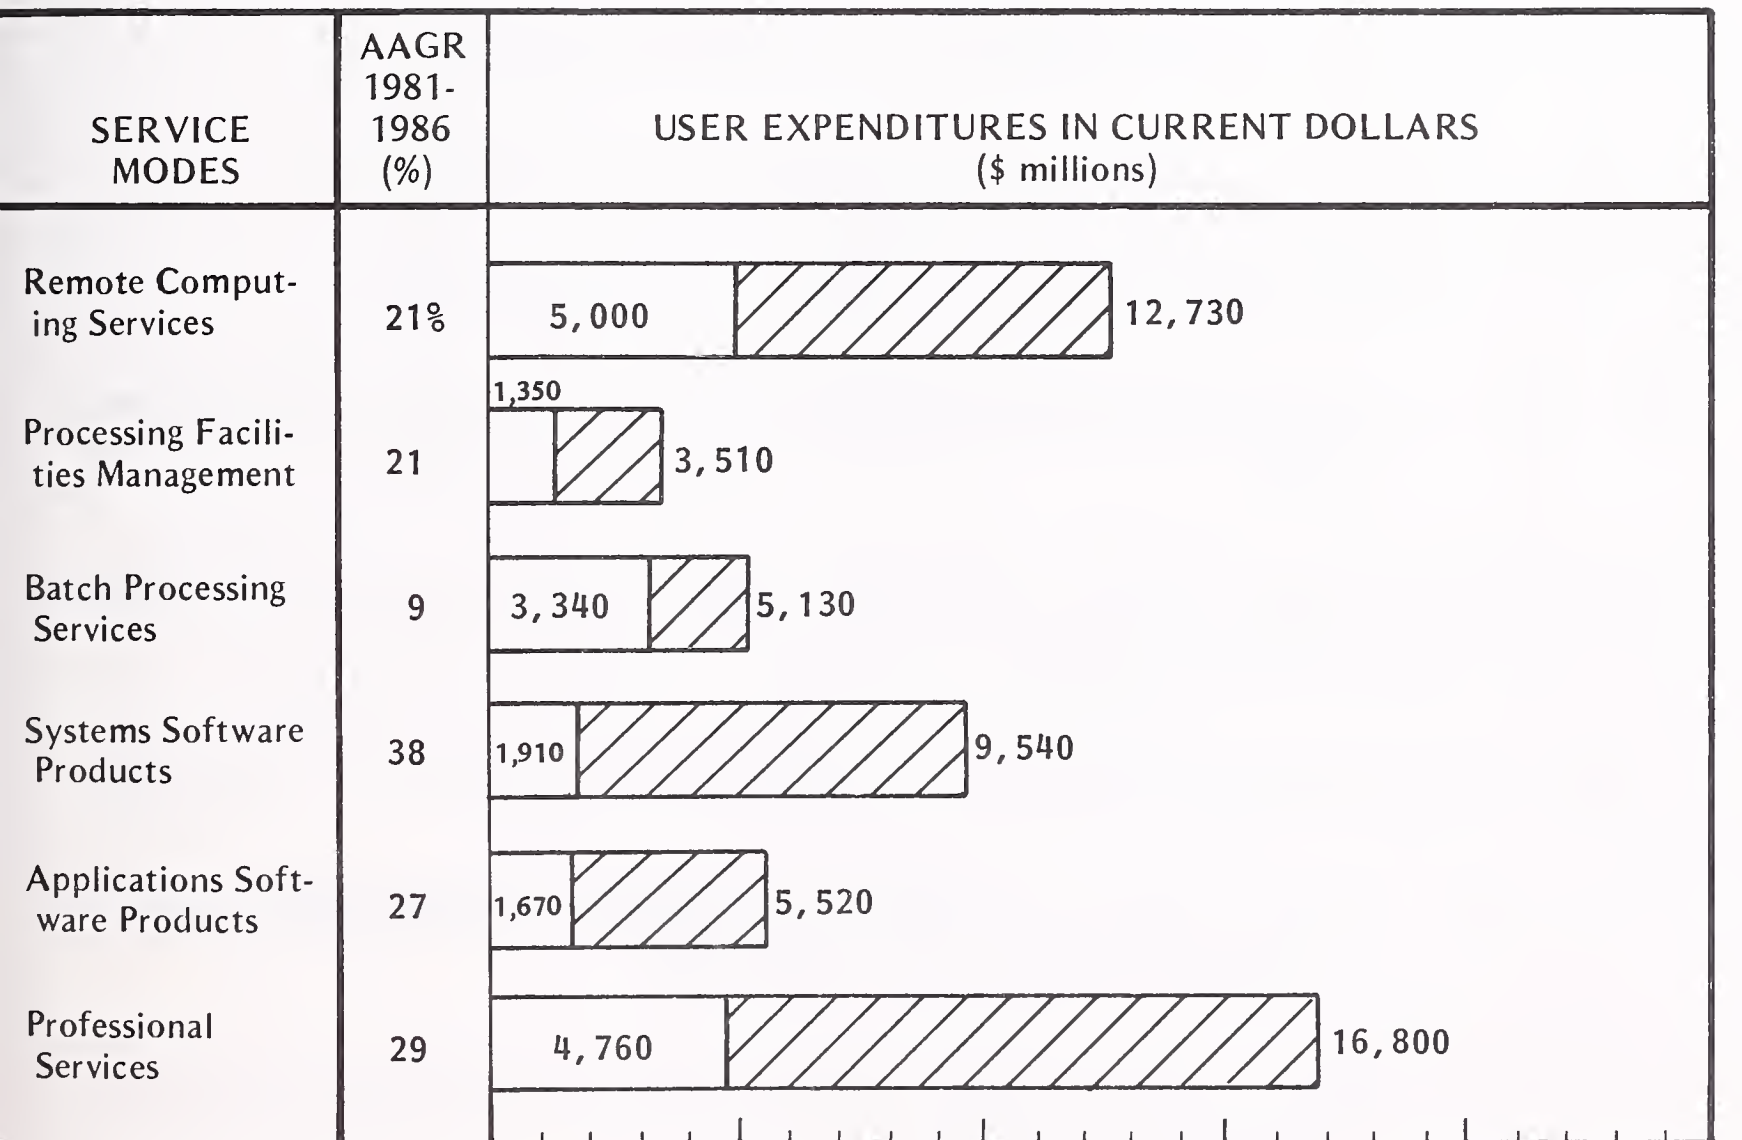 SERVICE
MODES
AAGR
1981-
1986
(%)
USER EXPENDITURES IN CURRENT DOLLARS
($ millions)
Remote Comput-
ing Services
21%
5,000
12,730
Processing Facili-
ties Management
21
1,350
3,510
Batch Processing
Services
9
3,340
5,130
Systems Software
Products
38
1,910
9,540
Applications Soft-
ware Products
27
1,670
5,520
Professional
Services
29
4,760
16,800